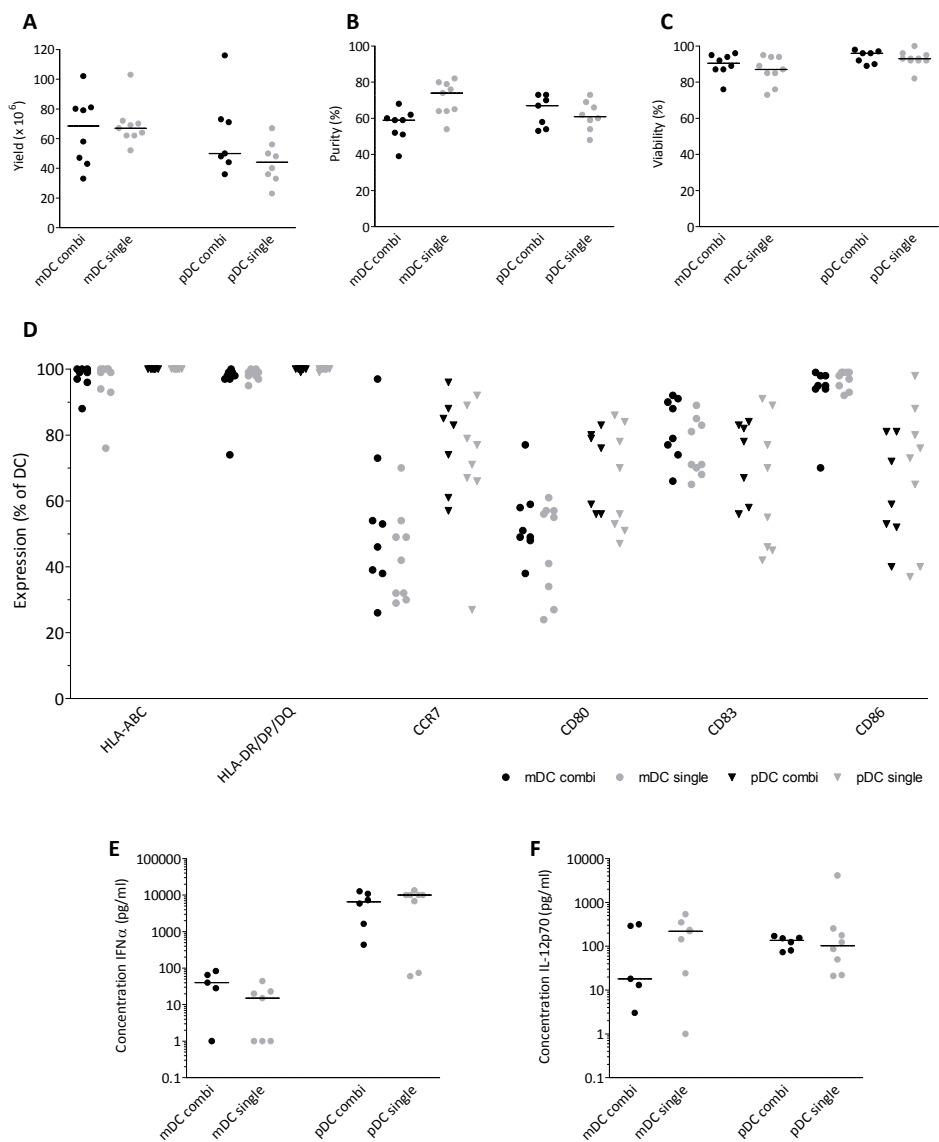 A
B
C
120
100
80
60
40
20
0
Yield (x 10⁶)
mDC combi
mDC single
pDC combi
pDC single
100
80
60
40
20
0
Purity (%)
mDC combi
mDC single
pDC combi
pDC single
100
80
60
40
20
0
Viability (%)
mDC combi
mDC single
pDC combi
pDC single
D
100
80
60
40
20
0
Expression (% of DC)
HLA-ABC
HLA-DR/DP/DQ
CCR7
CD80
CD83
CD86
mDC combi mDC single pDC combi pDC single
E
100000
10000
1000
100
10
1
0.1
Concentration IFNα (pg/ml)
mDC combi
mDC single
pDC combi
pDC single
F
10000
1000
100
10
1
0.1
Concentration IL-12p70 (pg/ml)
mDC combi
mDC single
pDC combi
pDC single